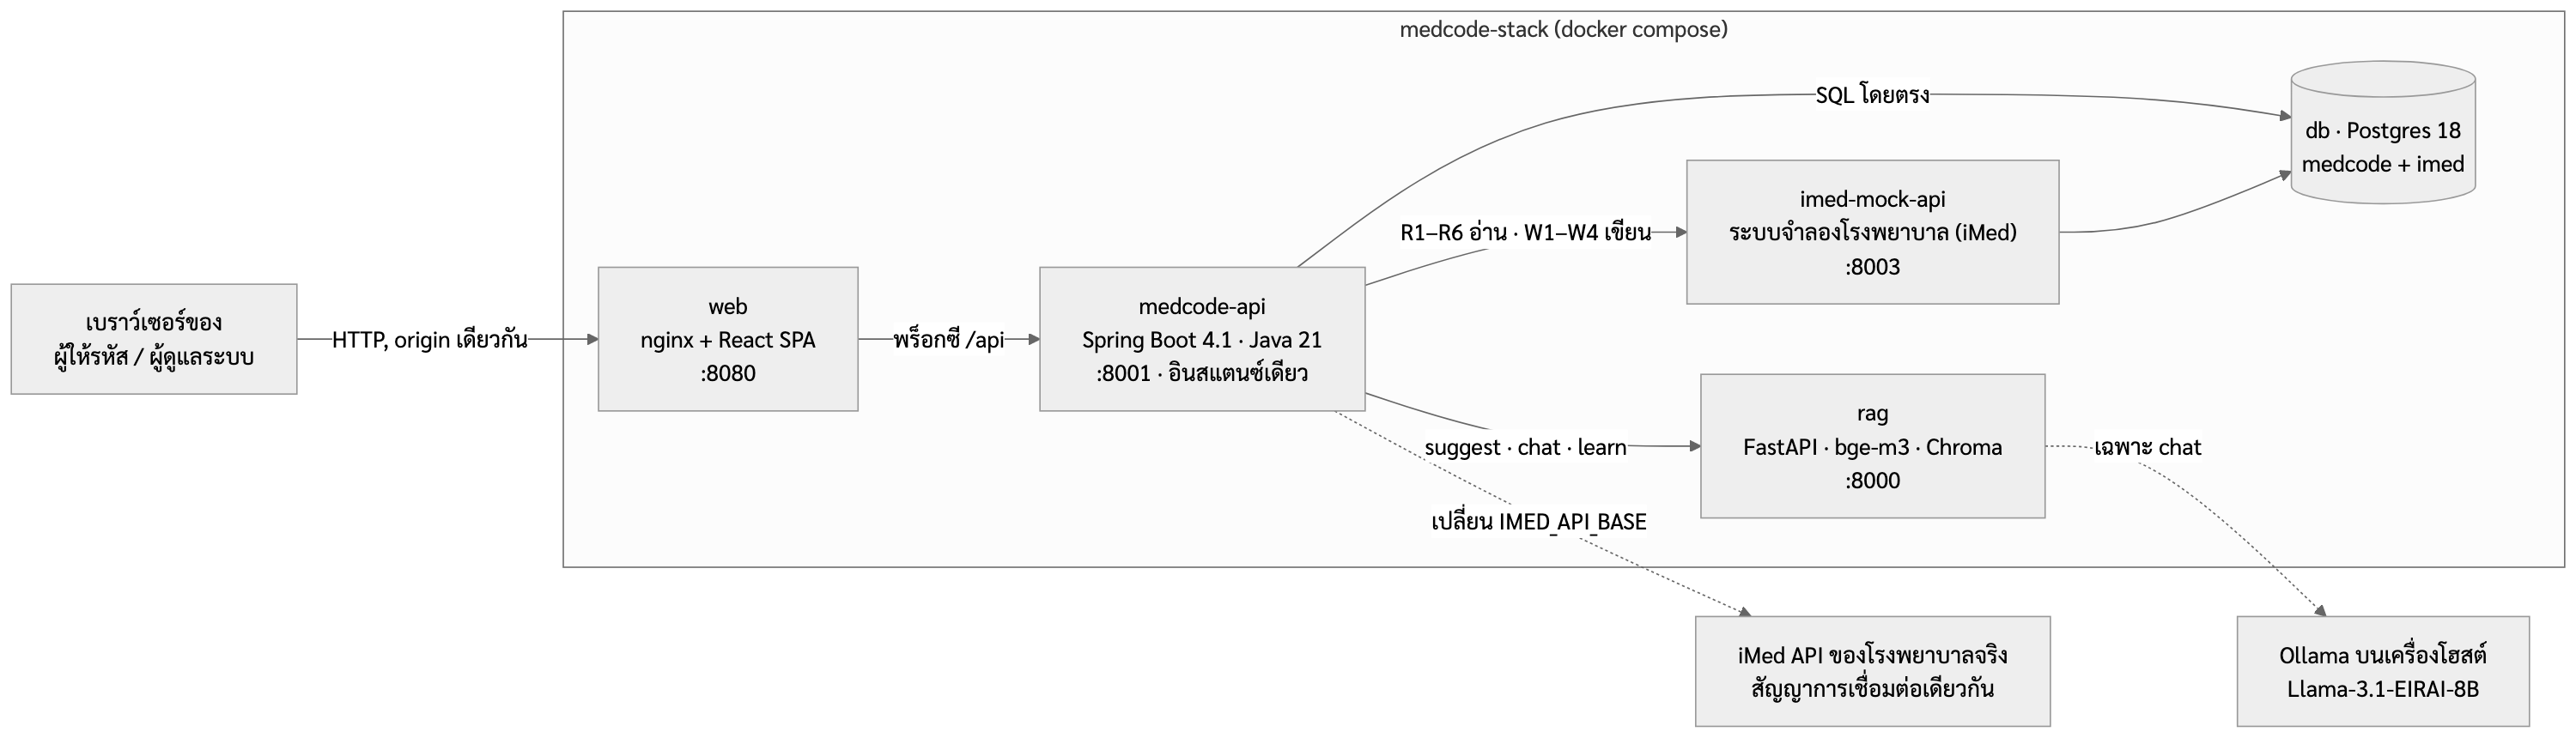 medcode-stack (docker compose)
SQL โดยตรง
db · Postgres 18
medcode + imed
imed-mock-api
ระบบจำลองโรงพยาบาล (iMed)
:8003
R1–R6 อ่าน · W1–W4 เขียน
เบราว์เซอร์ของ
ผู้ให้รหัส / ผู้ดูแลระบบ
HTTP, origin เดียวกัน
web
nginx + React SPA
:8080
พร็อกซี /api
medcode-api
Spring Boot 4.1 · Java 21
:8001 · อินสแตนซ์เดียว
suggest · chat · learn
rag
FastAPI · bge-m3 · Chroma
:8000
เฉพาะ chat
เปลี่ยน IMED_API_BASE
iMed API ของโรงพยาบาลจริง
สัญญาการเชื่อมต่อเดียวกัน
Ollama บนเครื่องโฮสต์
Llama-3.1-EIRAI-8B